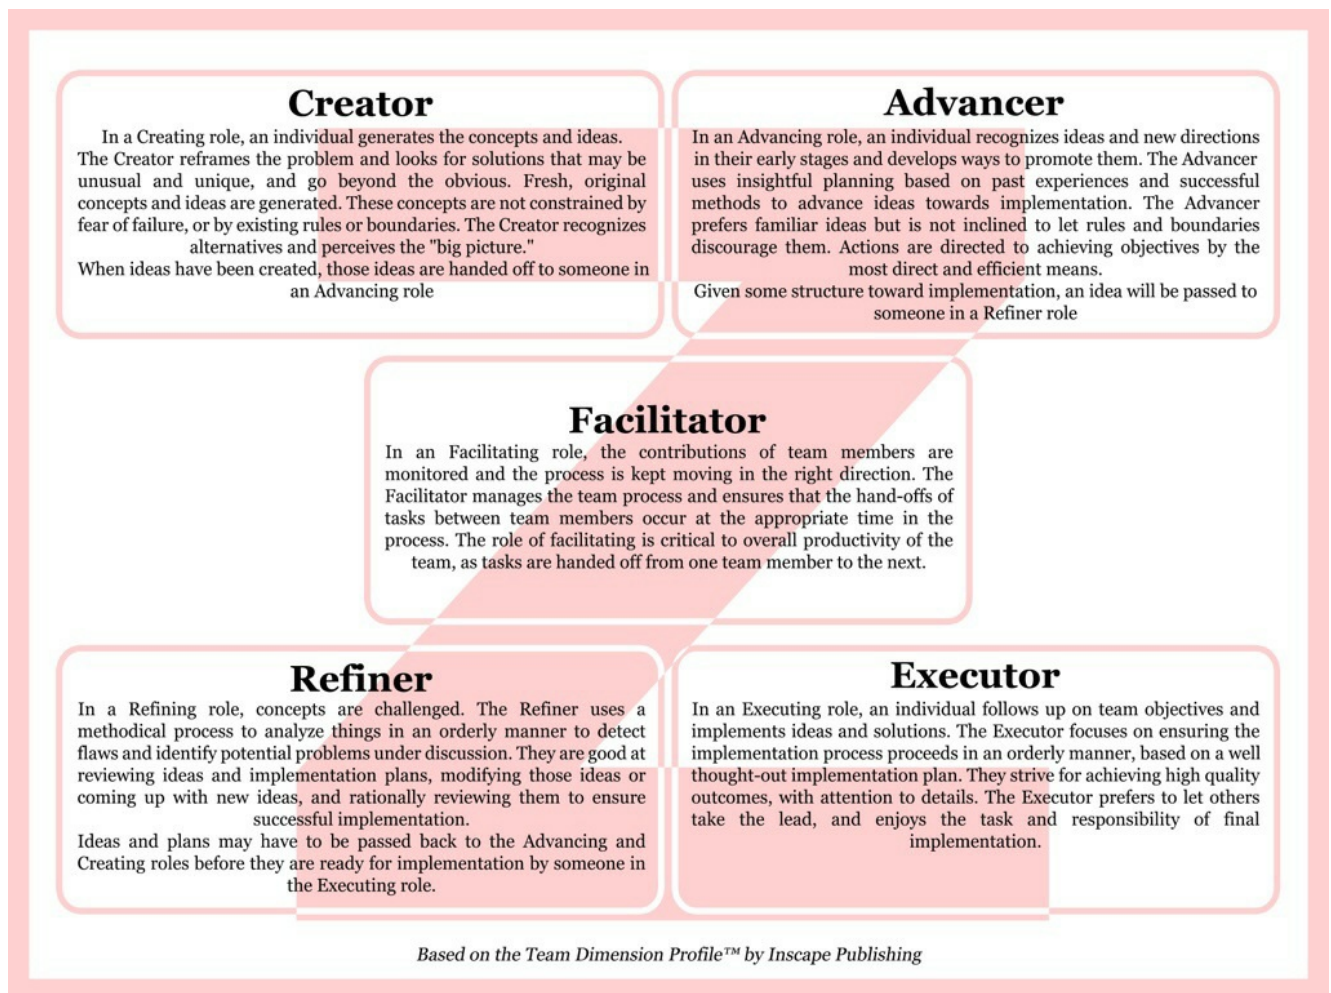 Creator
In a Creating role, an individual generates the concepts and ideas.
The Creator reframes the problem and looks for solutions that may be
unusual and unique, and go beyond the obvious. Fresh, original
concepts and ideas are generated. These concepts are not constrained by
fear of failure, or by existing rules or boundaries. The Creator recognizes
alternatives and perceives the "big picture."
When ideas have been created, those ideas are handed off to someone in
an Advancing role
Advancer
In an Advancing role, an individual recognizes ideas and new directions
in their early stages and develops ways to promote them. The Advancer
uses insightful planning based on past experiences and successful
methods to advance ideas towards implementation. The Advancer
prefers familiar ideas but is not inclined to let rules and boundaries
discourage them. Actions are directed to achieving objectives by the
most direct and efficient means.
Given some structure toward implementation, an idea will be passed to
someone in a Refiner role
Facilitator
In an Facilitating role, the contributions of team members are
monitored and the process is kept moving in the right direction. The
Facilitator manages the team process and ensures that the hand-offs of
tasks between team members occur at the appropriate time in the
process. The role of facilitating is critical to overall productivity of the
team, as tasks are handed off from one team member to the next.
Refiner
In a Refining role, concepts are challenged. The Refiner uses a
methodical process to analyze things in an orderly manner to detect
flaws and identify potential problems under discussion. They are good at
reviewing ideas and implementation plans, modifying those ideas or
coming up with new ideas, and rationally reviewing them to ensure
successful implementation.
Ideas and plans may have to be passed back to the Advancing and
Creating roles before they are ready for implementation by someone in
the Executing role.
Executor
In an Executing role, an individual follows up on team objectives and
implements ideas and solutions. The Executor focuses on ensuring the
implementation process proceeds in an orderly manner, based on a well
thought-out implementation plan. They strive for achieving high quality
outcomes, with attention to details. The Executor prefers to let others
take the lead, and enjoys the task and responsibility of final
implementation.
Based on the Team Dimension Profile™ by Inscape Publishing